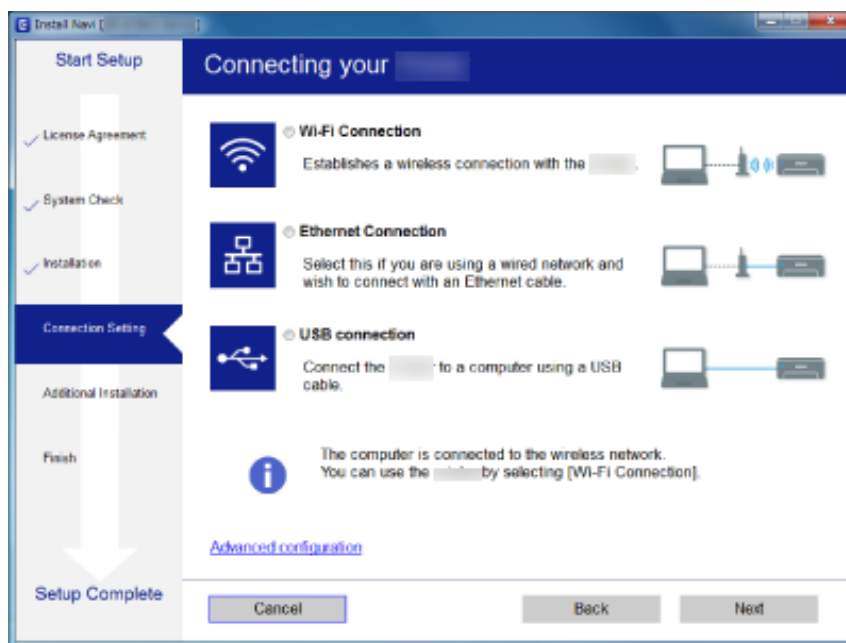 Install Navi [
]
Start Setup
License Agreement
System Check
Installation
Connection Setting
Additional Installation
Finish
Setup Complete
Connecting your
Wi-Fi Connection
Establishes a wireless connection with the
.
Ethernet Connection
Select this if you are using a wired network and
wish to connect with an Ethernet cable.
USB connection
Connect the to a computer using a USB
cable.
The computer is connected to the wireless network.
You can use the by selecting [Wi-Fi Connection].
Advanced configuration
Cancel
Back
Next